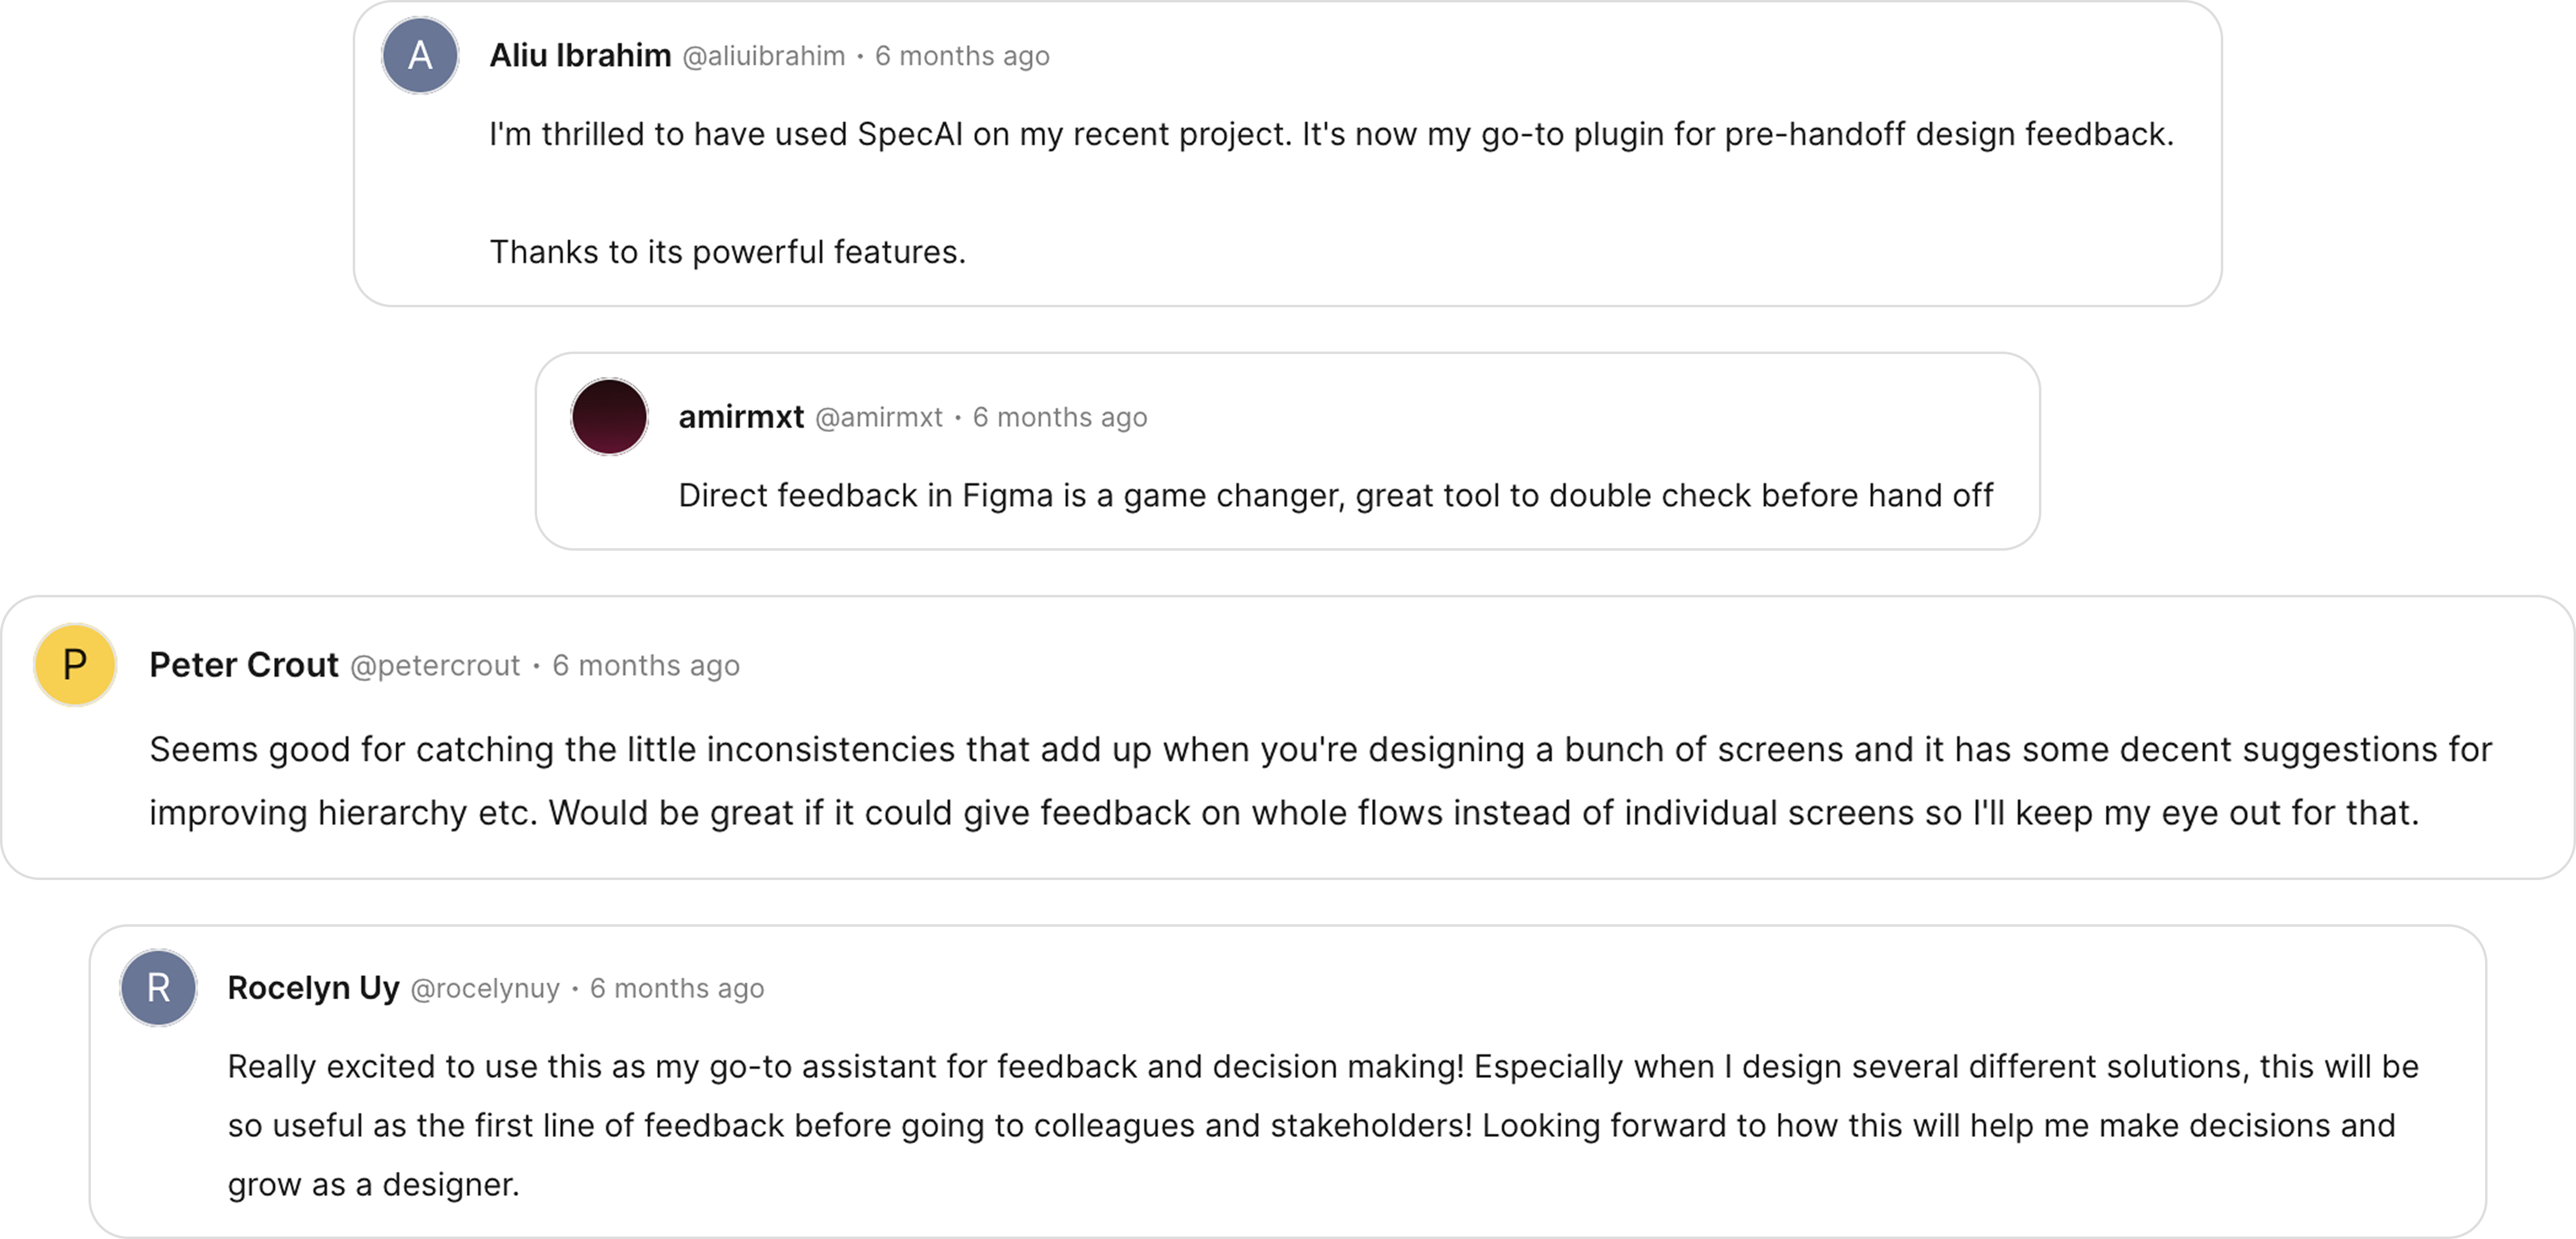 A
Aliu Ibrahim @aliuibrahim · 6 months ago
I'm thrilled to have used SpecAI on my recent project. It's now my go-to plugin for pre-handoff design feedback.
Thanks to its powerful features.
amirmxt @amirmxt · 6 months ago
Direct feedback in Figma is a game changer, great tool to double check before hand off
P
Peter Crout @petercrout · 6 months ago
Seems good for catching the little inconsistencies that add up when you're designing a bunch of screens and it has some decent suggestions for
improving hierarchy etc. Would be great if it could give feedback on whole flows instead of individual screens so I'll keep my eye out for that.
R
Rocelyn Uy @rocelynuy · 6 months ago
Really excited to use this as my go-to assistant for feedback and decision making! Especially when I design several different solutions, this will be
so useful as the first line of feedback before going to colleagues and stakeholders! Looking forward to how this will help me make decisions and
grow as a designer.